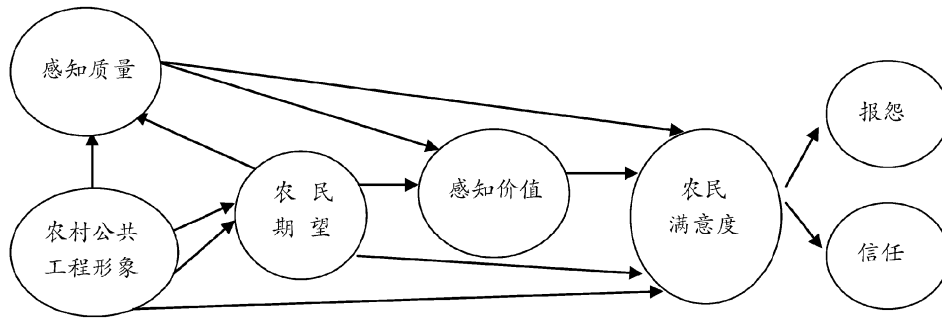 感知质量
农村公共
工程形象
农 民
期 望
感知价值
农民
满意度
报怨
信任